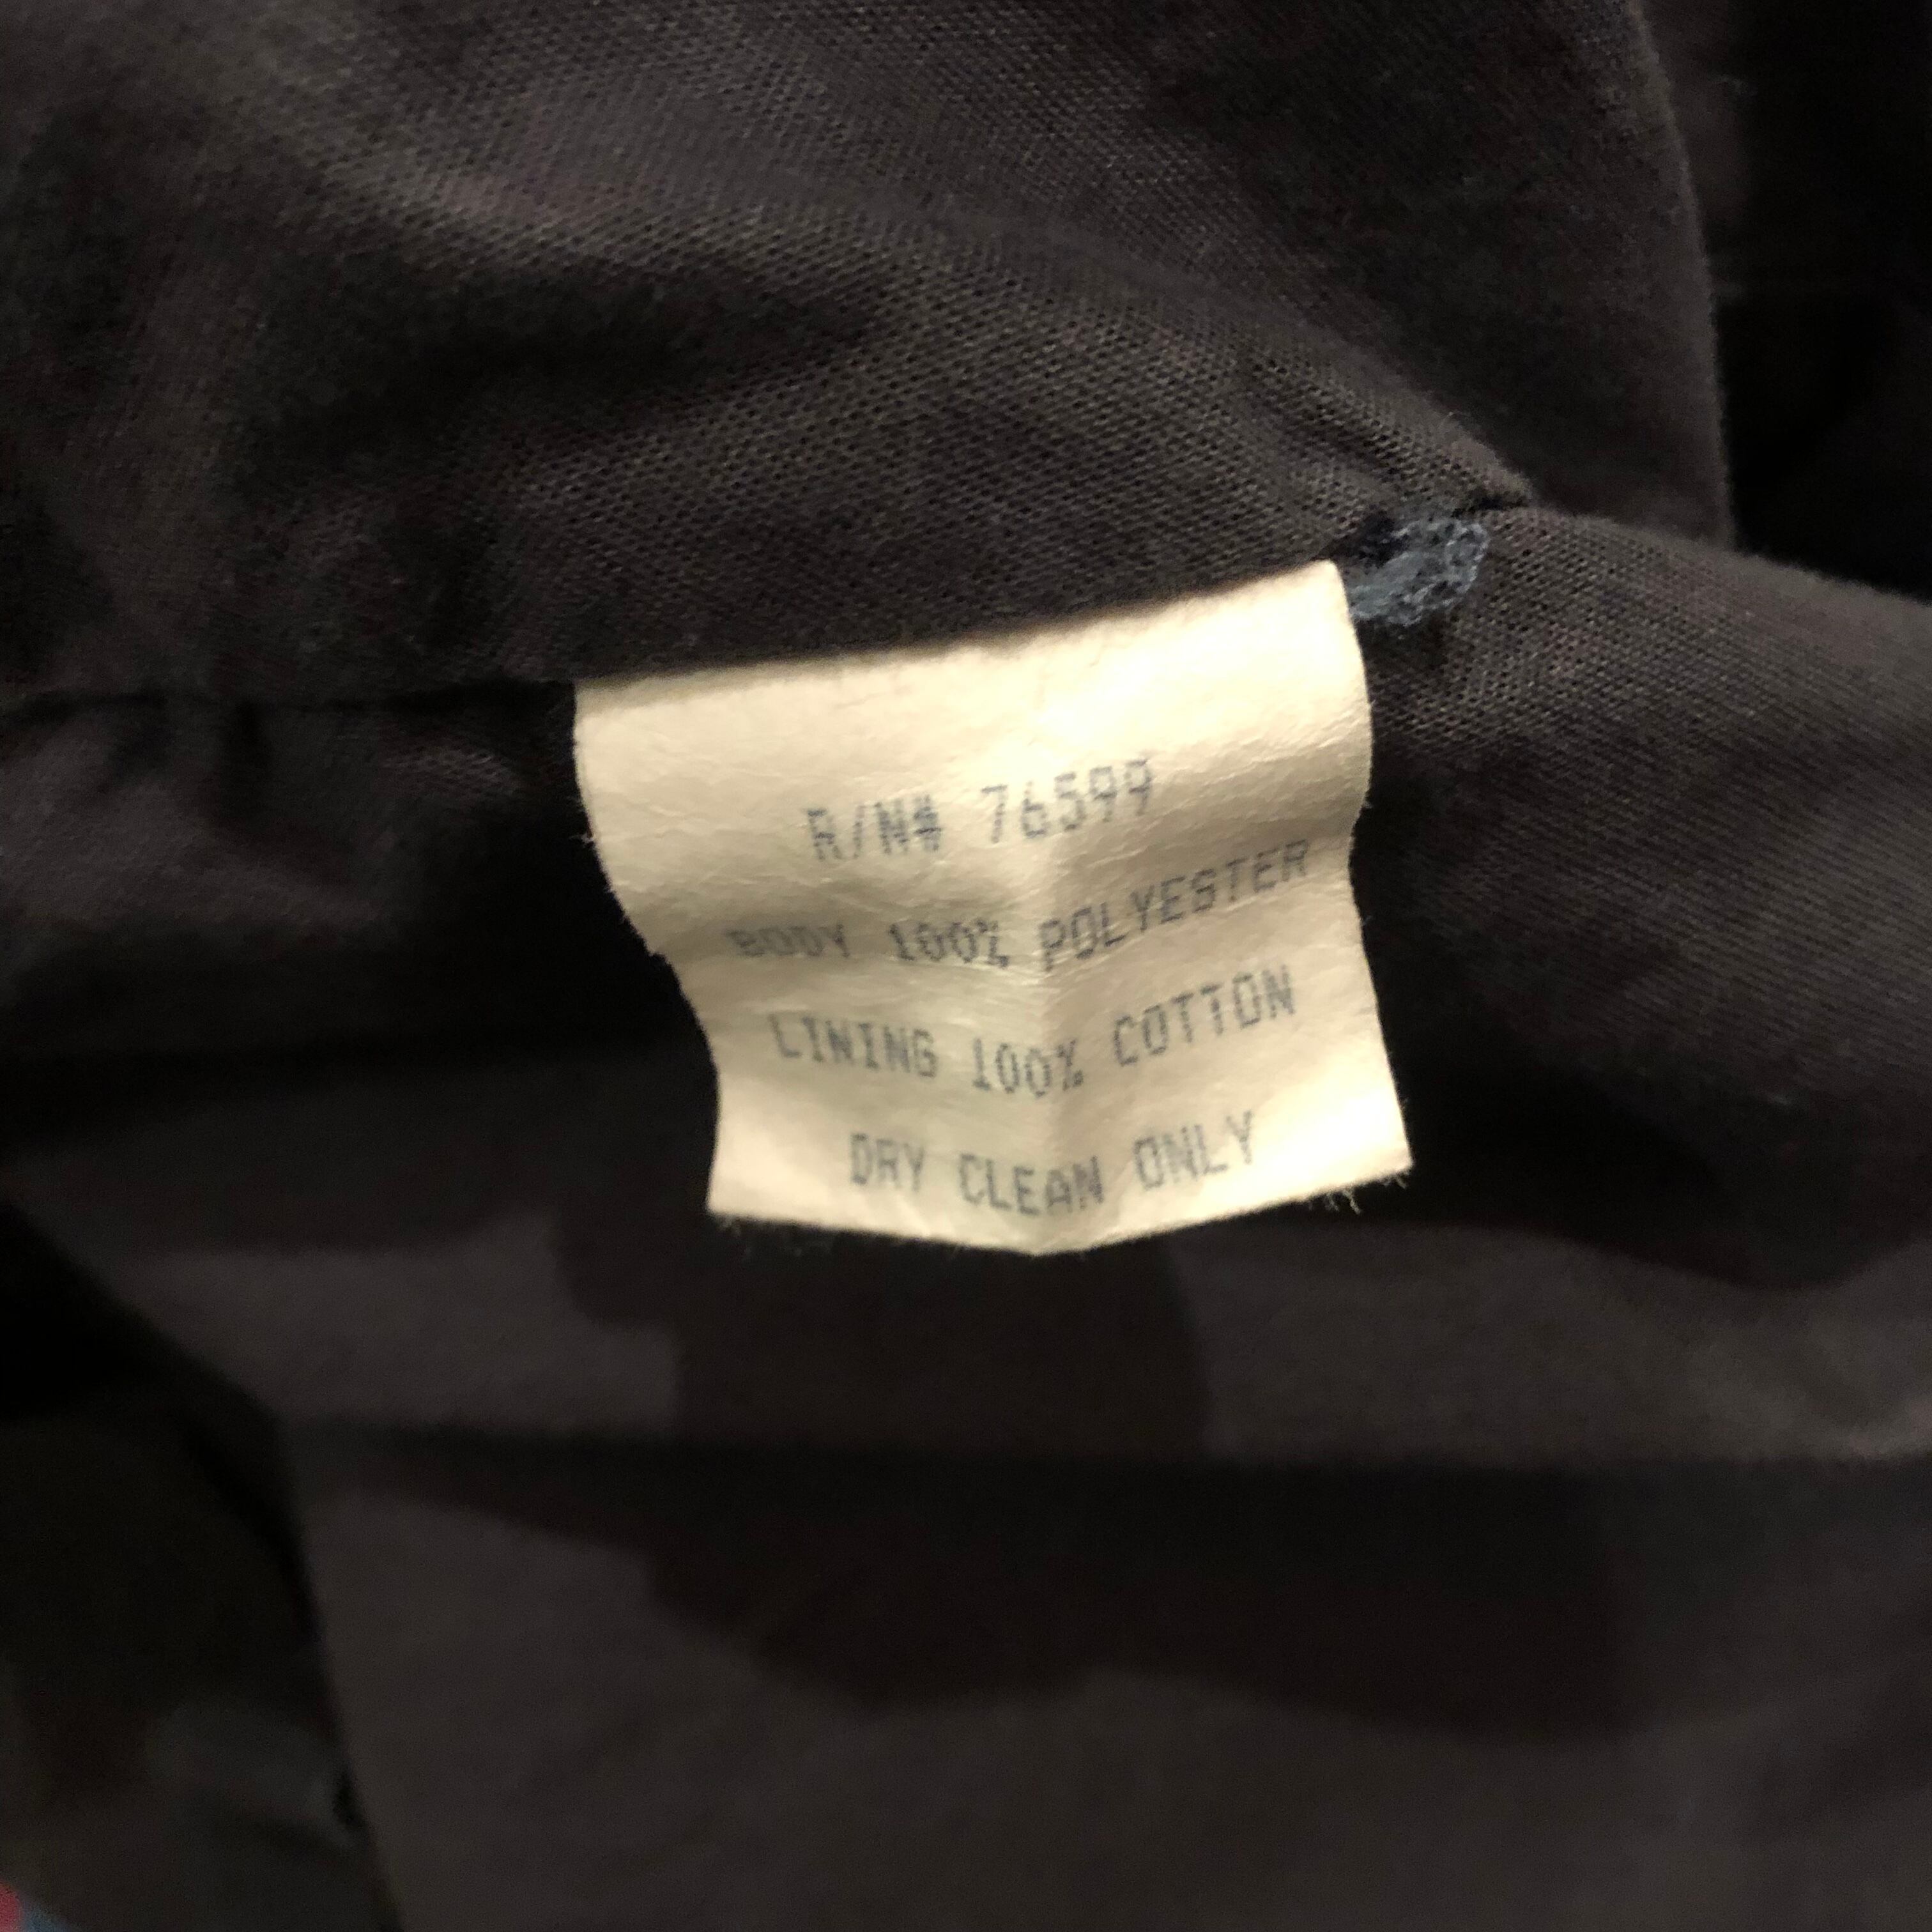 R/N# 76599
BODY 100% POLYESTER
LINING 100% COTTON
DRY CLEAN ONLY